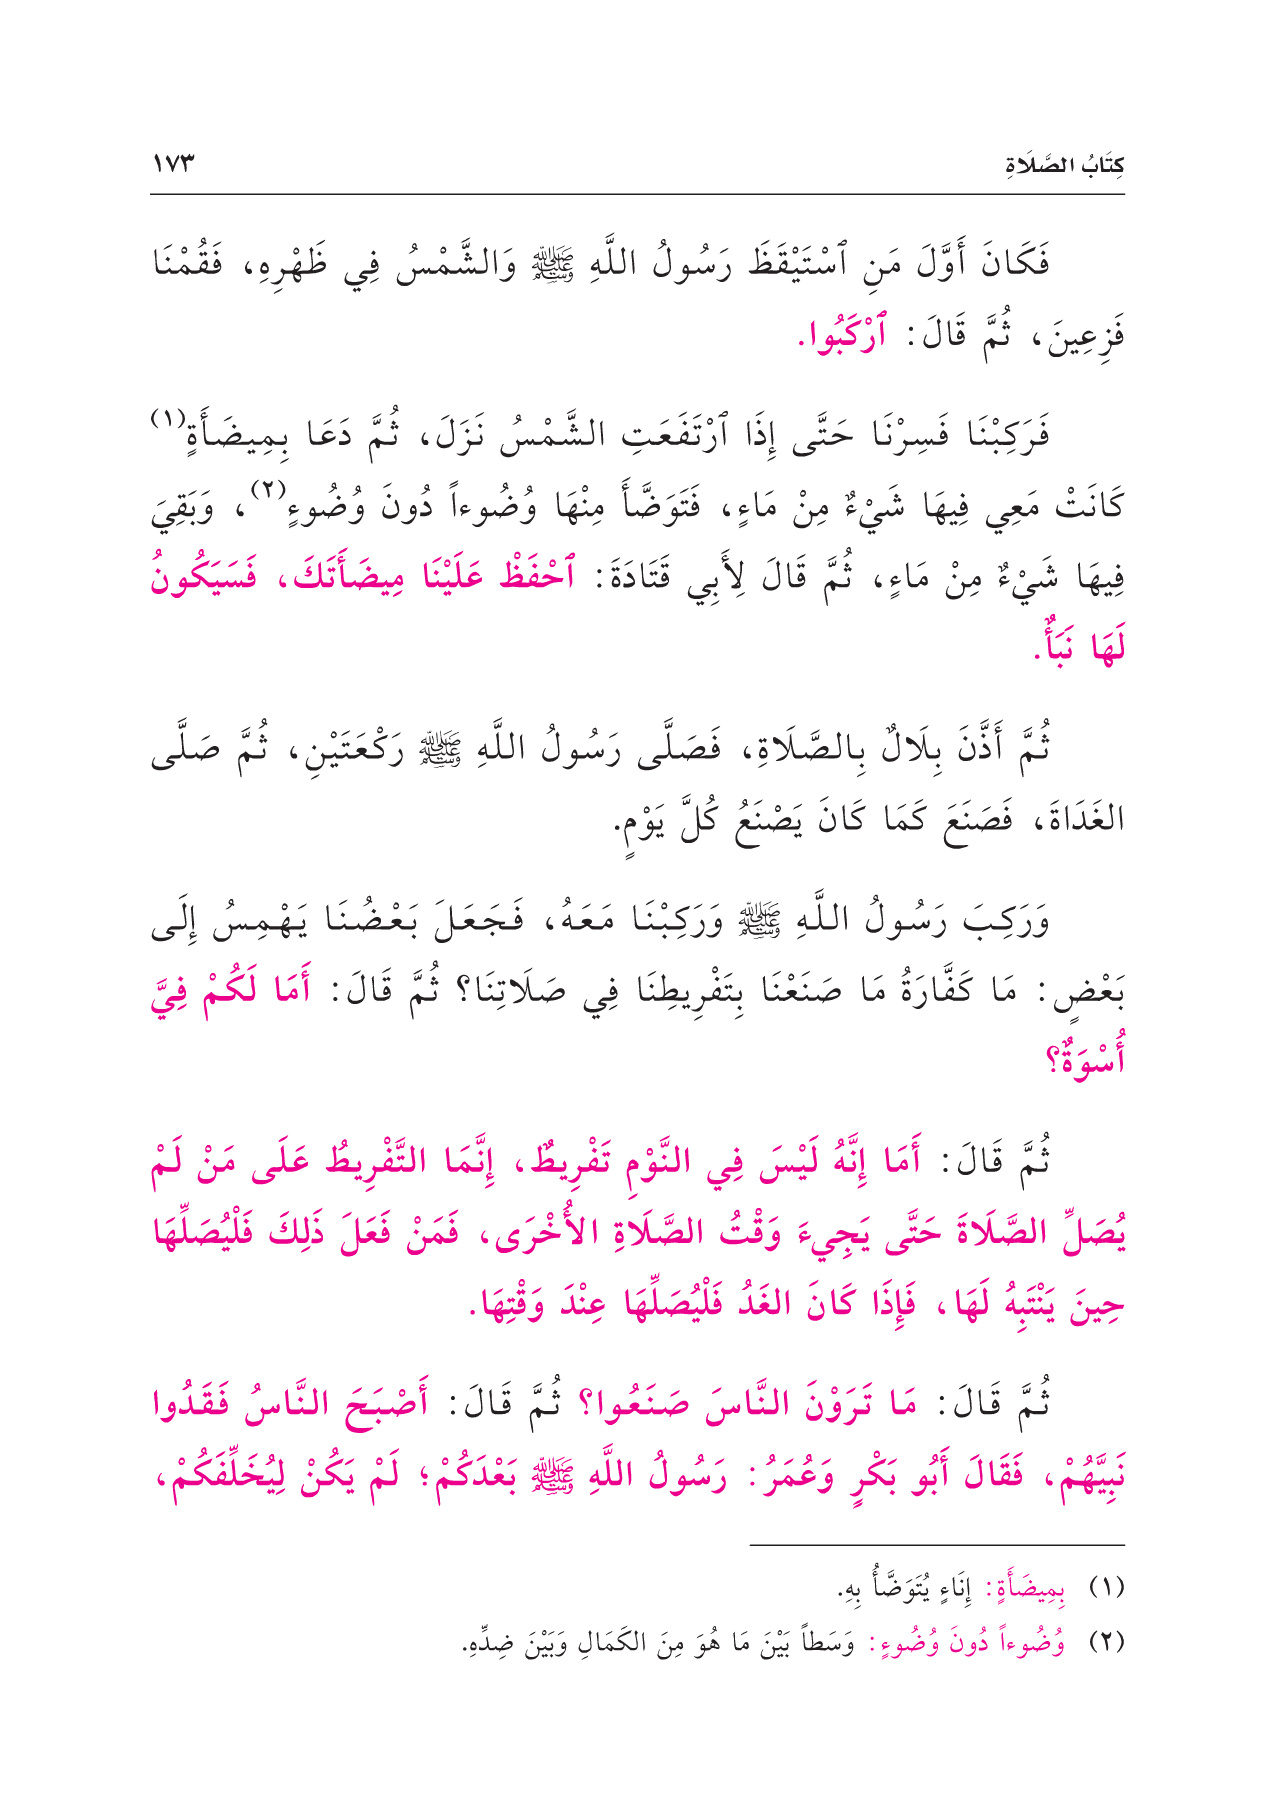 كِتَابُ الصَّلَاةِ ١٧٣
فَكَانَ أَوَّلَ مَنِ ٱسْتَيْقَظَ رَسُولُ اللَّهِ ﷺ وَالشَّمْسُ فِي ظَهْرِهِ، فَقُمْنَا
فَزِعِينَ، ثُمَّ قَالَ: ٱرْكَبُوا.
فَرَكِبْنَا فَسِرْنَا حَتَّى إِذَا ٱرْتَفَعَتِ الشَّمْسُ نَزَلَ، ثُمَّ دَعَا بِمِيضَأَةٍ(١)
كَانَتْ مَعِي فِيهَا شَيْءٌ مِنْ مَاءٍ، فَتَوَضَّأَ مِنْهَا وُضُوءاً دُونَ وُضُوءٍ(٢)، وَبَقِيَ
فِيهَا شَيْءٌ مِنْ مَاءٍ، ثُمَّ قَالَ لِأَبِي قَتَادَةَ: ٱحْفَظْ عَلَيْنَا مِيضَأَتَكَ، فَسَيَكُونُ
لَهَا نَبَأٌ.
ثُمَّ أَذَّنَ بِلَالٌ بِالصَّلَاةِ، فَصَلَّى رَسُولُ اللَّهِ ﷺ رَكْعَتَيْنِ، ثُمَّ صَلَّى
الغَدَاةَ، فَصَنَعَ كَمَا كَانَ يَصْنَعُ كُلَّ يَوْمٍ.
وَرَكِبَ رَسُولُ اللَّهِ ﷺ وَرَكِبْنَا مَعَهُ، فَجَعَلَ بَعْضُنَا يَهْمِسُ إِلَى
بَعْضٍ: مَا كَفَّارَةُ مَا صَنَعْنَا بِتَفْرِيطِنَا فِي صَلَاتِنَا؟ ثُمَّ قَالَ: أَمَا لَكُمْ فِيَّ
أُسْوَةٌ؟
ثُمَّ قَالَ: أَمَا إِنَّهُ لَيْسَ فِي النَّوْمِ تَفْرِيطٌ، إِنَّمَا التَّفْرِيطُ عَلَى مَنْ لَمْ
يُصَلِّ الصَّلَاةَ حَتَّى يَجِيءَ وَقْتُ الصَّلَاةِ الأُخْرَى، فَمَنْ فَعَلَ ذَلِكَ فَلْيُصَلِّهَا
حِينَ يَنْتَبِهُ لَهَا، فَإِذَا كَانَ الغَدُ فَلْيُصَلِّهَا عِنْدَ وَقْتِهَا.
ثُمَّ قَالَ: مَا تَرَوْنَ النَّاسَ صَنَعُوا؟ ثُمَّ قَالَ: أَصْبَحَ النَّاسُ فَقَدُوا
نَبِيَّهُمْ، فَقَالَ أَبُو بَكْرٍ وَعُمَرُ: رَسُولُ اللَّهِ ﷺ بَعْدَكُمْ؛ لَمْ يَكُنْ لِيُخَلِّفَكُمْ،
(١) بِمِيضَأَةٍ: إِنَاءٍ يُتَوَضَّأُ بِهِ.
(٢) وُضُوءاً دُونَ وُضُوءٍ: وَسَطاً بَيْنَ مَا هُوَ مِنَ الكَمَالِ وَبَيْنَ ضِدِّهِ.